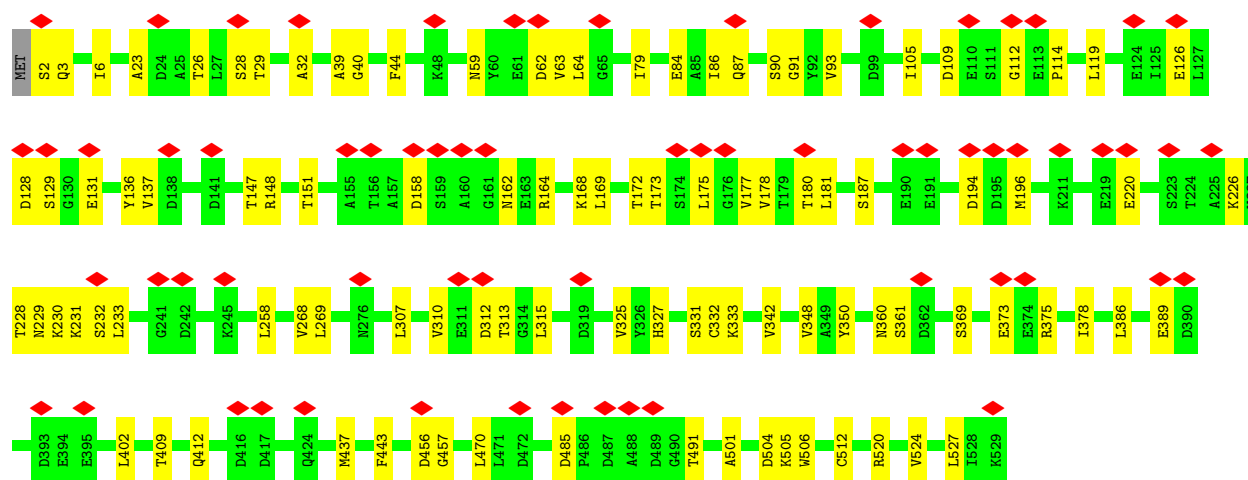 MET S2 Q3 I6 A23 D24 A25 T26 L27 S28 T29 A32 A39 G40 F44 K48 N59 Y60 E61 D62 V63 L64 G65 I79 E84 A85 I86 Q87 S90 G91 Y92 V93 D99 I105 D109 E110 S111 G112 E113 P114 L119 E124 I125 E126 L127
D128 S129 G130 E131 Y136 V137 D138 D141 T147 R148 T151 A155 T156 A157 D158 S159 A160 G161 N162 E163 R164 K168 L169 T172 T173 S174 L175 G176 V177 V178 T179 T180 L181 S187 E190 E191 D194 D195 M196 K211 E219 E220 S223 T224 A225 K226
T228 N229 K230 K231 S232 L233 G241 D242 K245 L258 V268 L269 N276 L307 V310 E311 D312 T313 G314 L315 D319 V325 Y326 H327 S331 C332 K333 V342 V348 A349 Y350 N360 S361 D362 S369 E373 E374 R375 I378 L386 E389 D390
D393 E394 E395 L402 T409 Q412 D416 D417 Q424 M437 F443 D456 G457 L470 L471 D472 D485 P486 D487 A488 D489 G490 T491 A501 D504 K505 W506 C512 R520 V524 L527 I528 K529